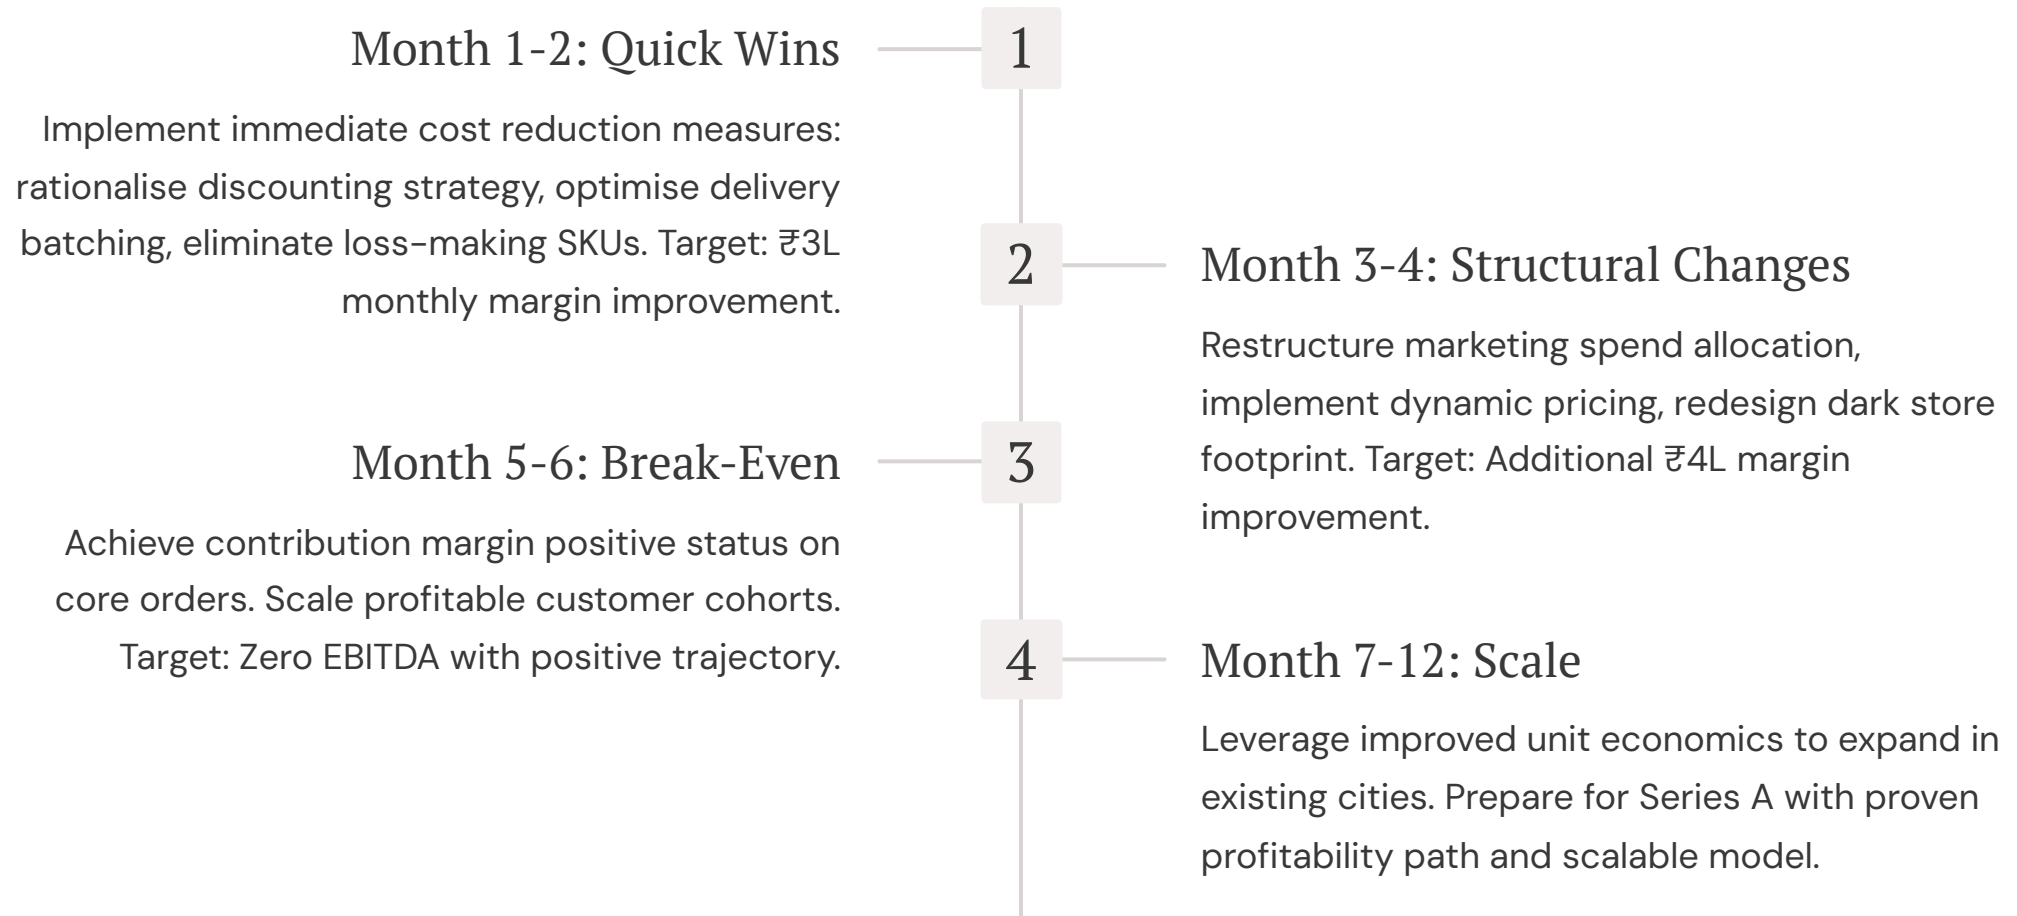 Month 1-2: Quick Wins
1
Implement immediate cost reduction measures:
rationalise discounting strategy, optimise delivery
batching, eliminate loss-making SKUs. Target: ₹3L
monthly margin improvement.
2
Month 3-4: Structural Changes
Restructure marketing spend allocation,
implement dynamic pricing, redesign dark store
footprint. Target: Additional ₹4L margin
improvement.
Month 5-6: Break-Even
3
Achieve contribution margin positive status on
core orders. Scale profitable customer cohorts.
Target: Zero EBITDA with positive trajectory.
4
Month 7-12: Scale
Leverage improved unit economics to expand in
existing cities. Prepare for Series A with proven
profitability path and scalable model.